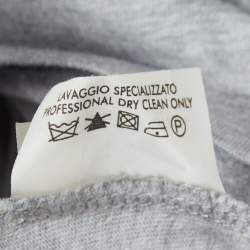 LAVAGGIO SPECIALIZZATO
PROFESSIONAL DRY CLEAN ONLY
P